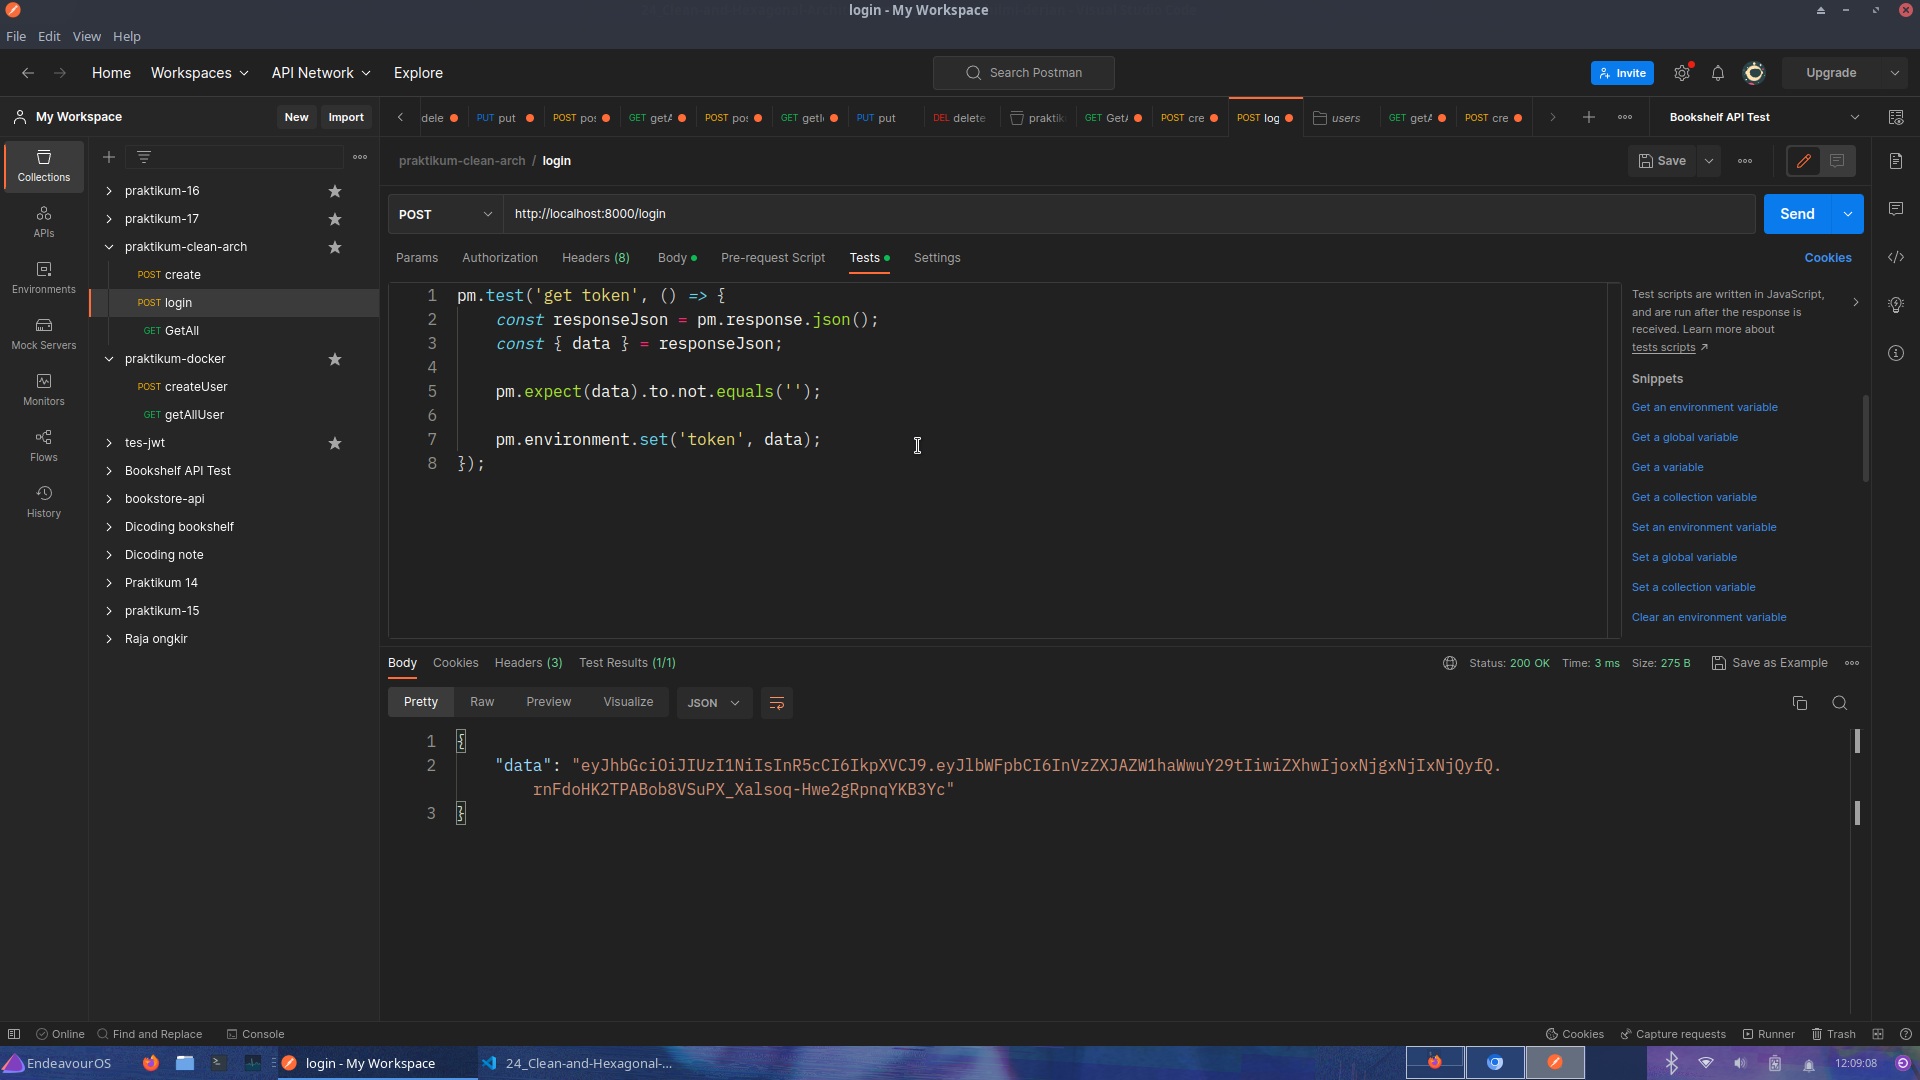 login - My Workspace
File Edit View Help
Home Workspaces API Network Explore
Search Postman
Invite
Upgrade
My Workspace
New Import
dele PUT put POST pos GET getA POST pos GET geti PUT put DEL delete praktik GET GetA POST cre POST log users GET getA POST cre
Bookshelf API Test
praktikum-clean-arch / login
Save
POST http://localhost:8000/login
Send
Params Authorization Headers (8) Body Pre-request Script Tests Settings
Cookies
Collections
APIs
Environments
Mock Servers
Monitors
Flows
History
praktikum-16
praktikum-17
praktikum-clean-arch
POST create
POST login
GET GetAll
praktikum-docker
POST createUser
GET getAllUser
tes-jwt
Bookshelf API Test
bookstore-api
Dicoding bookshelf
Dicoding note
Praktikum 14
praktikum-15
Raja ongkir
1 pm.test('get token', () => {
2 const responseJson = pm.response.json();
3 const { data } = responseJson;
4
5 pm.expect(data).to.not.equals('');
6
7 pm.environment.set('token', data);
8 });
Test scripts are written in JavaScript,
and are run after the response is
received. Learn more about
tests scripts ↗
Snippets
Get an environment variable
Get a global variable
Get a variable
Get a collection variable
Set an environment variable
Set a global variable
Set a collection variable
Clear an environment variable
Body Cookies Headers (3) Test Results (1/1)
Status: 200 OK Time: 3 ms Size: 275 B Save as Example
Pretty Raw Preview Visualize JSON
1 {
2 "data": "eyJhbGciOiJIUzI1NiIsInR5cCI6IkpXVCJ9.eyJlbWFpbCI6InVzZXJAZW1haWwuY29tIiwiZXhwIjoxNjgxNjIxNjQyfQ.
rnFdoHK2TPABob8VSuPX_Xalsoq-Hwe2gRpnqYKB3Yc"
3 }
Online Find and Replace Console
Cookies Capture requests Runner Trash
EndeavourOS
login - My Workspace
24_Clean-and-Hexagonal-...
12:09:08